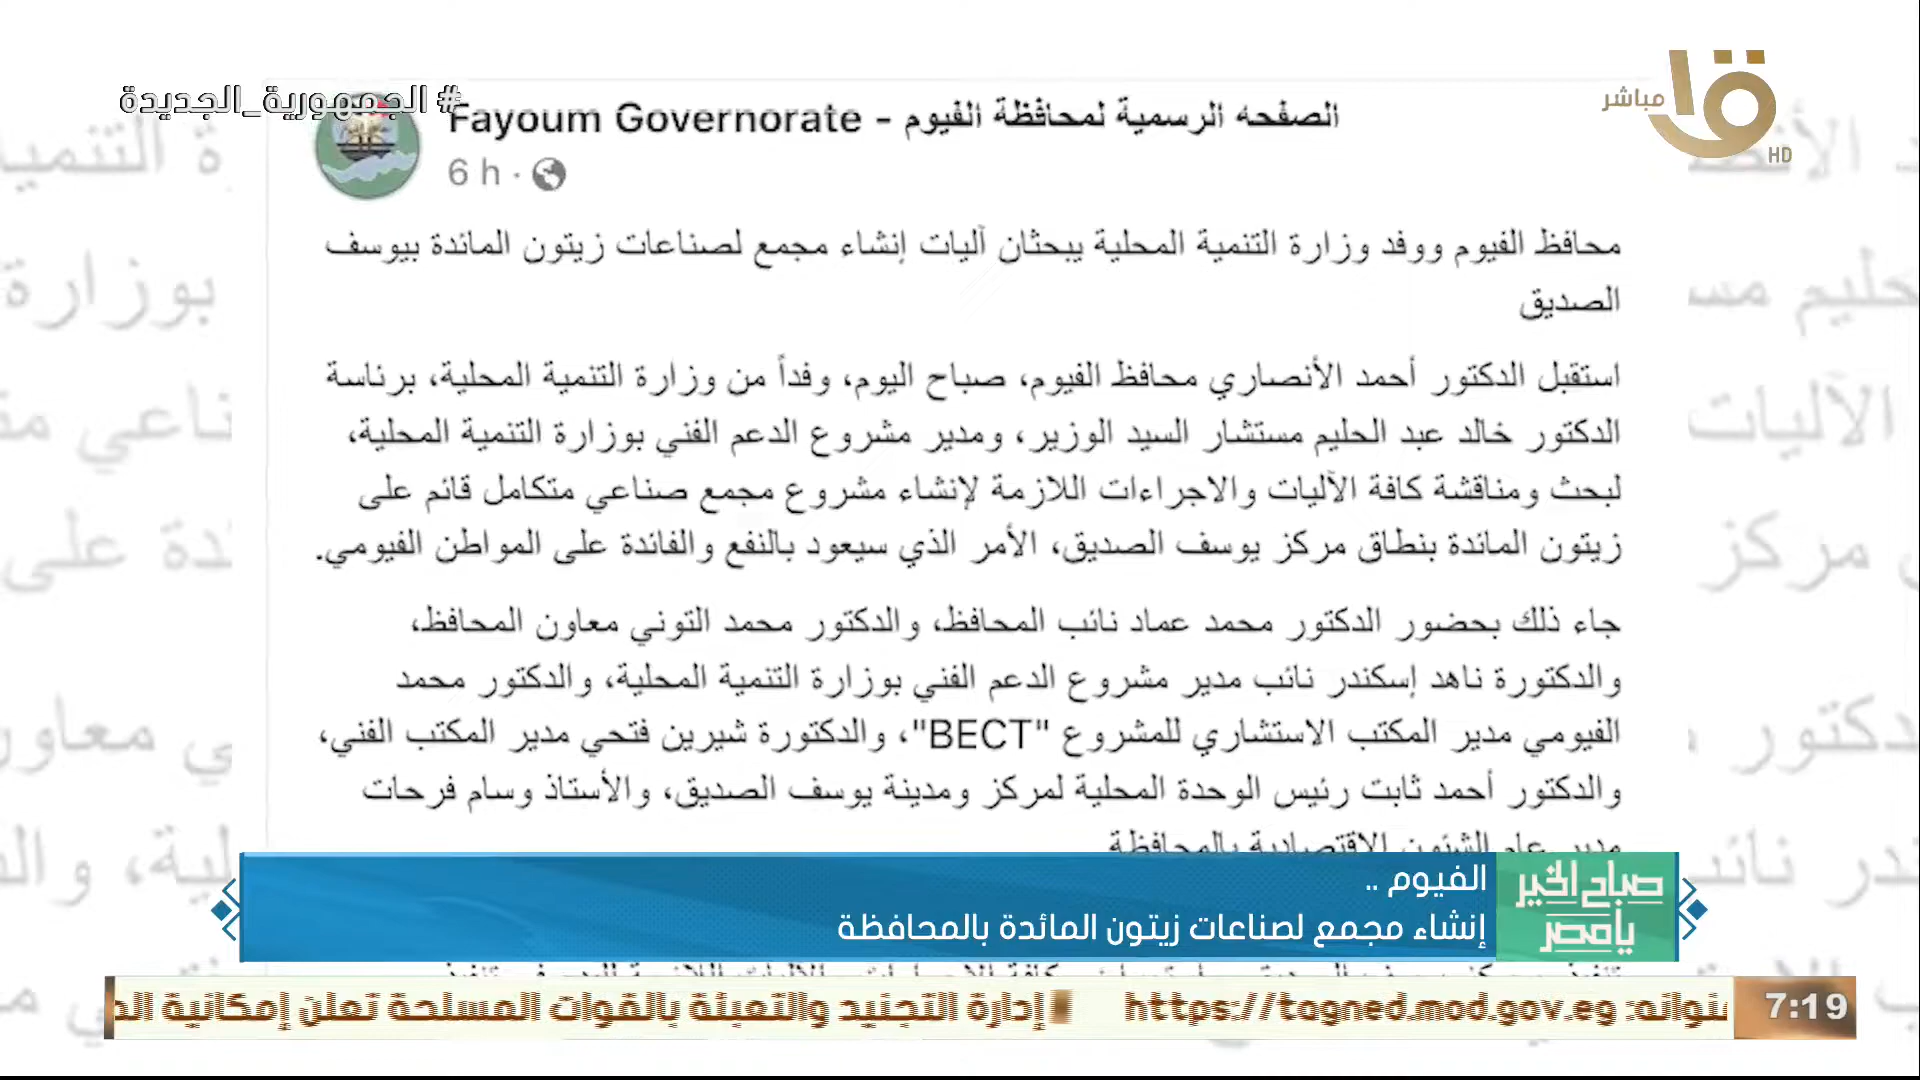 # الجمهورية_الجديدة
مباشر
HD
Fayoum Governorate - الصفحه الرسمية لمحافظة الفيوم
6 h ·
محافظ الفيوم ووفد وزارة التنمية المحلية يبحثان آليات إنشاء مجمع لصناعات زيتون المائدة بيوسف
الصديق
استقبل الدكتور أحمد الأنصاري محافظ الفيوم، صباح اليوم، وفداً من وزارة التنمية المحلية، برئاسة
الدكتور خالد عبد الحليم مستشار السيد الوزير، ومدير مشروع الدعم الفني بوزارة التنمية المحلية،
لبحث ومناقشة كافة الآليات والاجراءات اللازمة لإنشاء مشروع مجمع صناعي متكامل قائم على
زيتون المائدة بنطاق مركز يوسف الصديق، الأمر الذي سيعود بالنفع والفائدة على المواطن الفيومي.
جاء ذلك بحضور الدكتور محمد عماد نائب المحافظ، والدكتور محمد التوني معاون المحافظ،
والدكتورة ناهد إسكندر نائب مدير مشروع الدعم الفني بوزارة التنمية المحلية، والدكتور محمد
الفيومي مدير المكتب الاستشاري للمشروع "BECT"، والدكتورة شيرين فتحي مدير المكتب الفني،
والدكتور أحمد ثابت رئيس الوحدة المحلية لمركز ومدينة يوسف الصديق، والأستاذ وسام فرحات
مدير عام الشئون الاقتصادية بالمحافظة
صباح الخير
يا مصر
الفيوم ..
إنشاء مجمع لصناعات زيتون المائدة بالمحافظة
https://tagned.mod.gov.eg إدارة التجنيد والتعبئة بالقوات المسلحة تعلن إمكانية
7:19